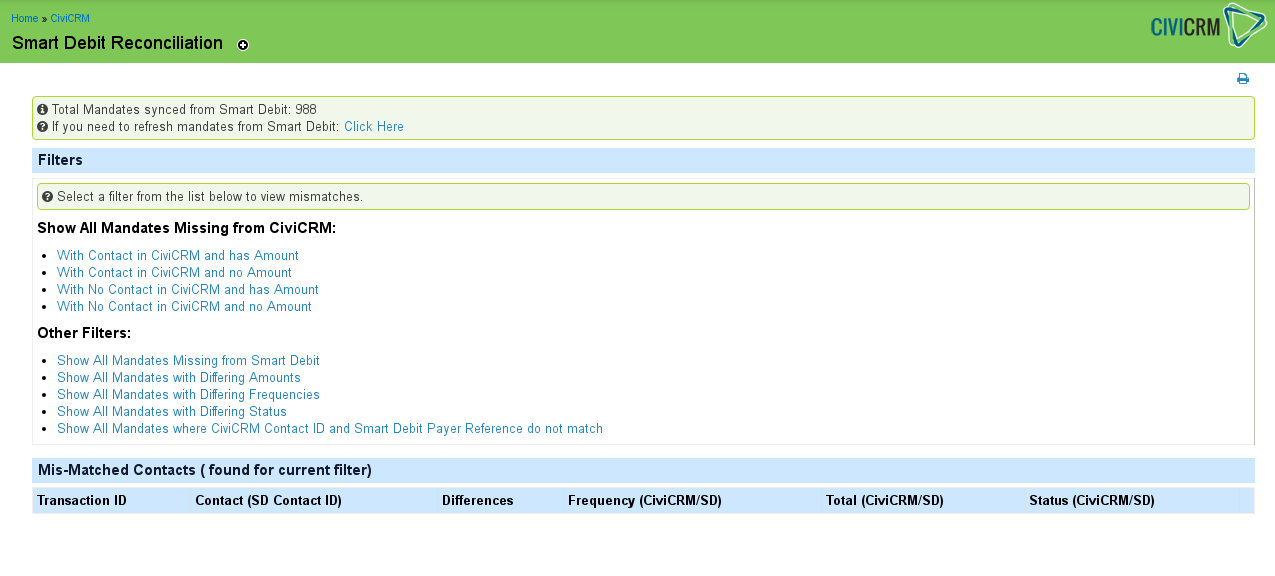 Home » CiviCRM
CIVICRM
Smart Debit Reconciliation
Total Mandates synced from Smart Debit: 988
If you need to refresh mandates from Smart Debit: Click Here
Filters
Select a filter from the list below to view mismatches.
Show All Mandates Missing from CiviCRM:
With Contact in CiviCRM and has Amount
With Contact in CiviCRM and no Amount
With No Contact in CiviCRM and has Amount
With No Contact in CiviCRM and no Amount
Other Filters:
Show All Mandates Missing from Smart Debit
Show All Mandates with Differing Amounts
Show All Mandates with Differing Frequencies
Show All Mandates with Differing Status
Show All Mandates where CiviCRM Contact ID and Smart Debit Payer Reference do not match
Mis-Matched Contacts ( found for current filter)
Transaction ID Contact (SD Contact ID) Differences Frequency (CiviCRM/SD) Total (CiviCRM/SD) Status (CiviCRM/SD)